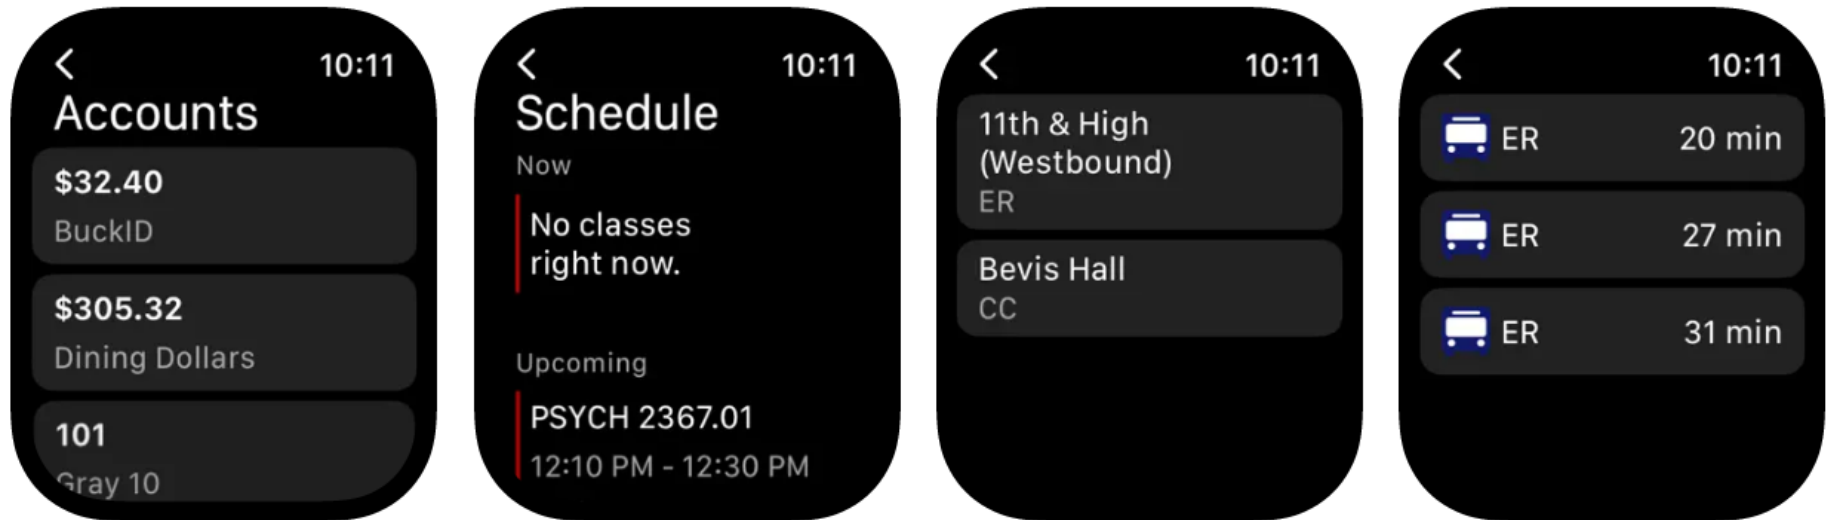 10:11
Accounts
$32.40
BuckID
$305.32
Dining Dollars
101
Gray 10
10:11
Schedule
Now
No classes
right now.
Upcoming
PSYCH 2367.01
12:10 PM - 12:30 PM
10:11
11th & High
(Westbound)
ER
Bevis Hall
CC
10:11
ER 20 min
ER 27 min
ER 31 min